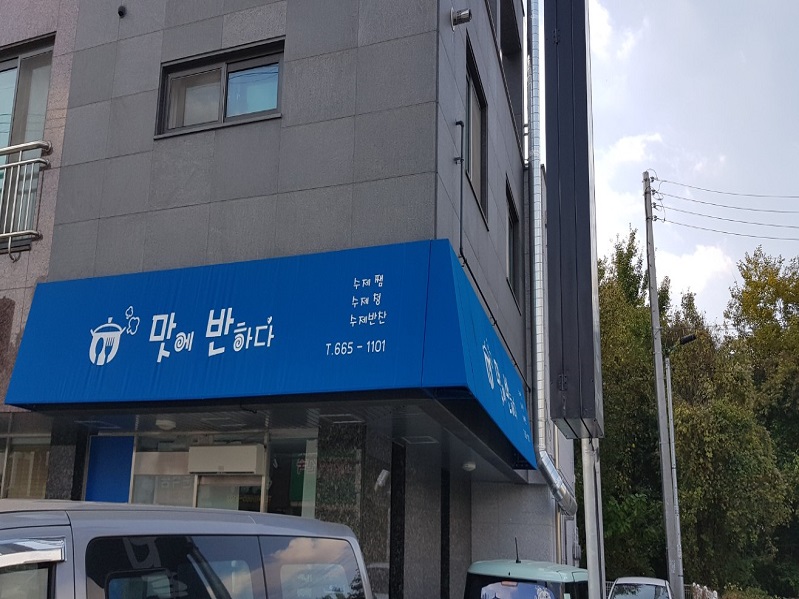 맛에 반하다
수제 쨈
수제 청
수제반찬
T.665-1101